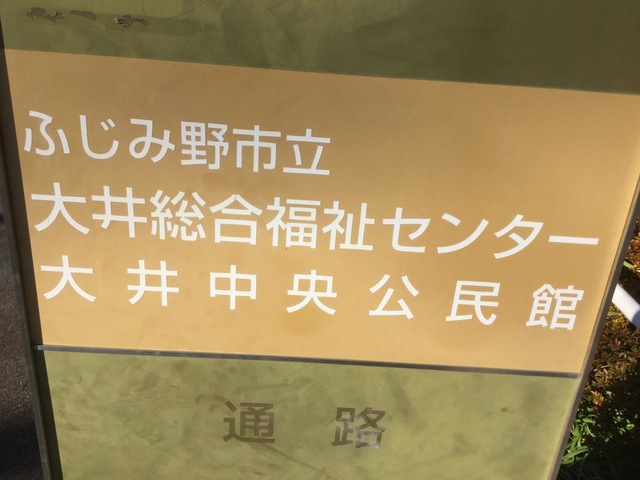 ふじみ野市立
大井総合福祉センター
大井中央公民館
通路